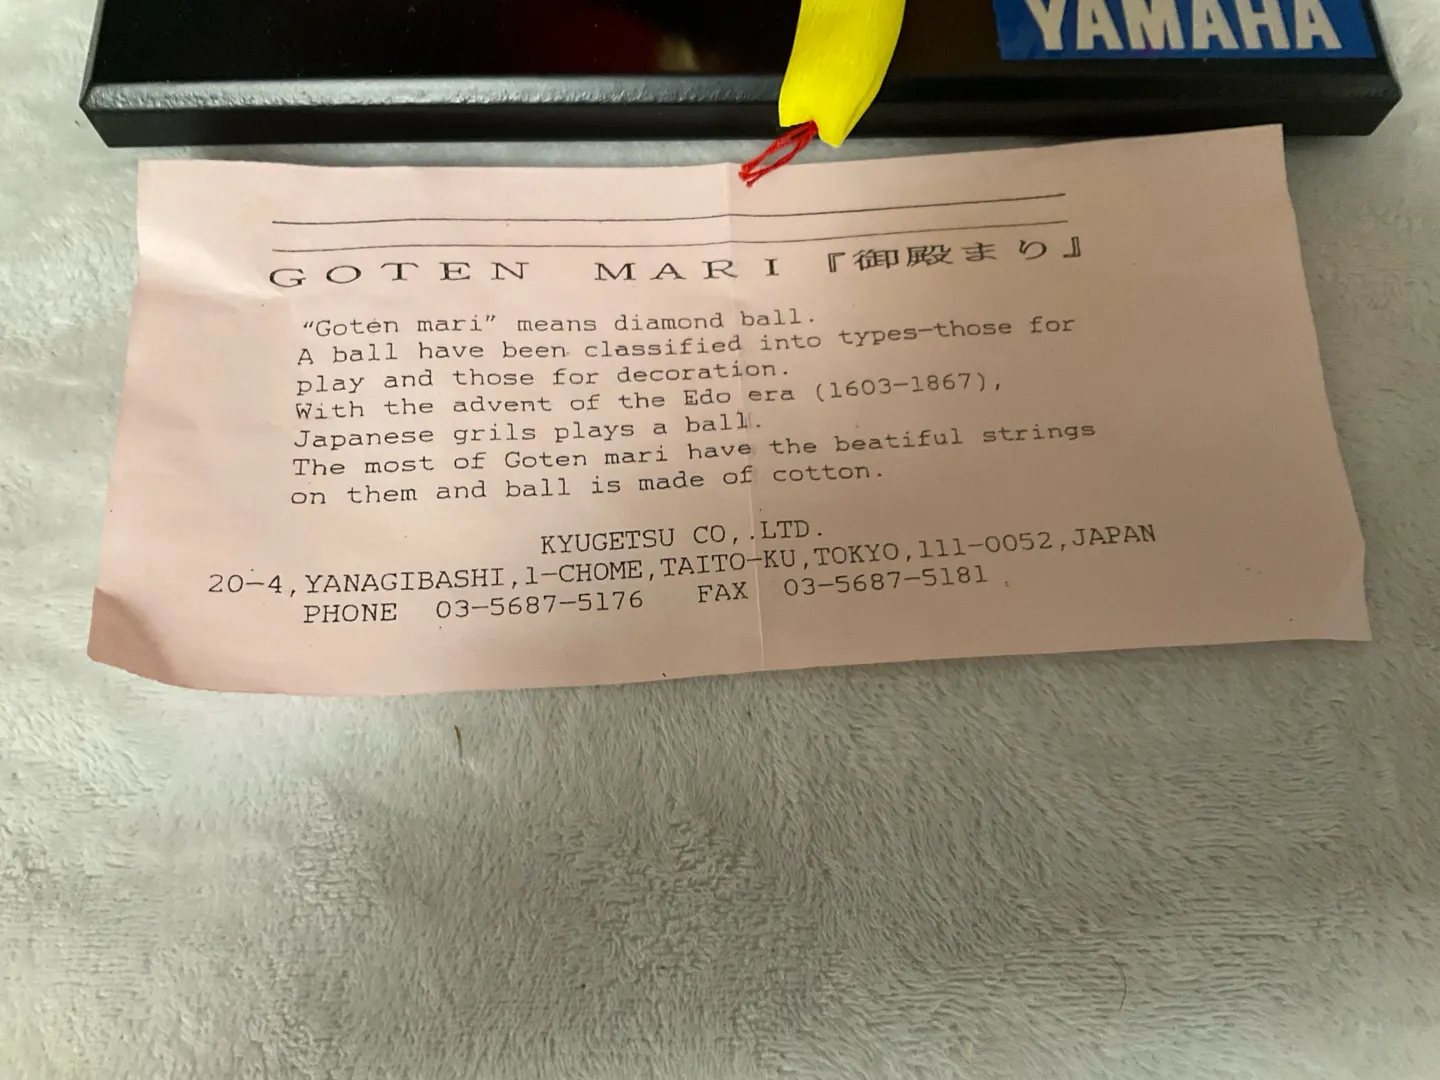 YAMAHA
GOTEN MARI『御殿まり』
“Goten mari” means diamond ball.
A ball have been classified into types-those for
play and those for decoration.
With the advent of the Edo era (1603-1867),
Japanese grils plays a ball.
The most of Goten mari have the beatiful strings
on them and ball is made of cotton.
KYUGETSU CO,.LTD.
20-4,YANAGIBASHI,1-CHOME,TAITO-KU,TOKYO,111-0052,JAPAN
PHONE 03-5687-5176 FAX 03-5687-5181